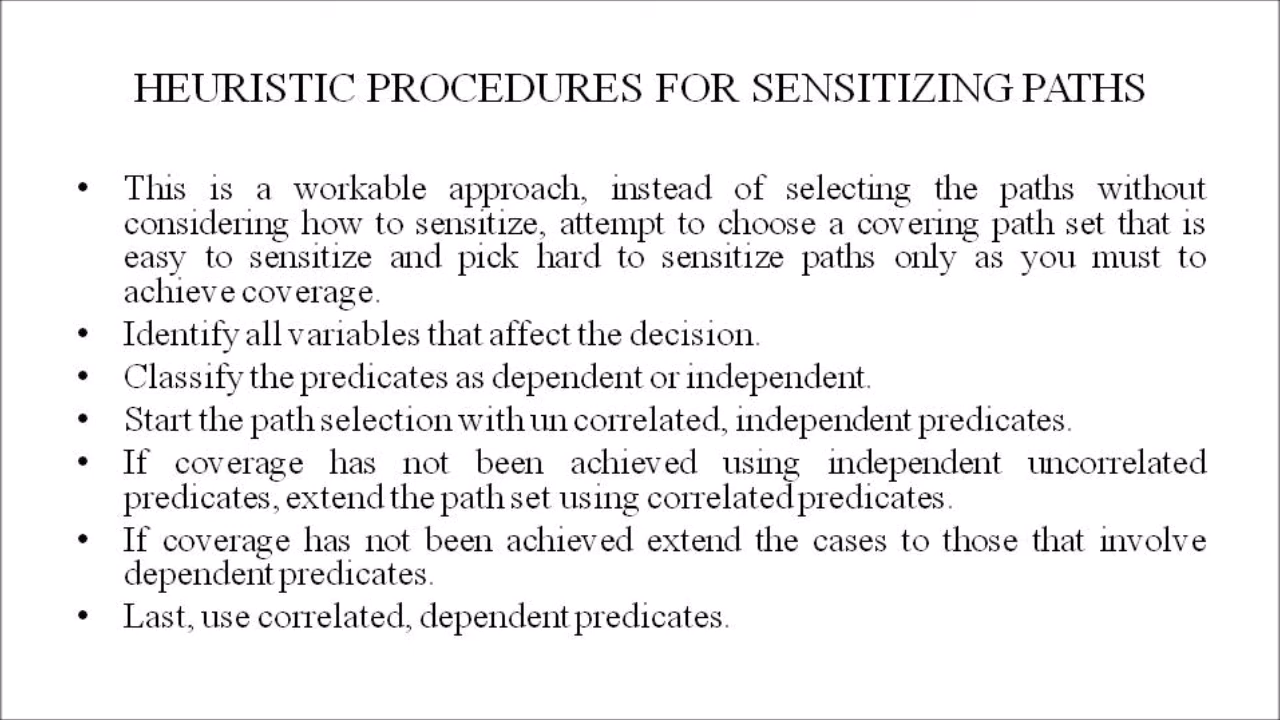 HEURISTIC PROCEDURES FOR SENSITIZING PATHS
• This is a workable approach, instead of selecting the paths without
considering how to sensitize, attempt to choose a covering path set that is
easy to sensitize and pick hard to sensitize paths only as you must to
achieve coverage.
• Identify all variables that affect the decision.
• Classify the predicates as dependent or independent.
• Start the path selection with un correlated, independent predicates.
• If coverage has not been achieved using independent uncorrelated
predicates, extend the path set using correlated predicates.
• If coverage has not been achieved extend the cases to those that involve
dependent predicates.
• Last, use correlated, dependent predicates.